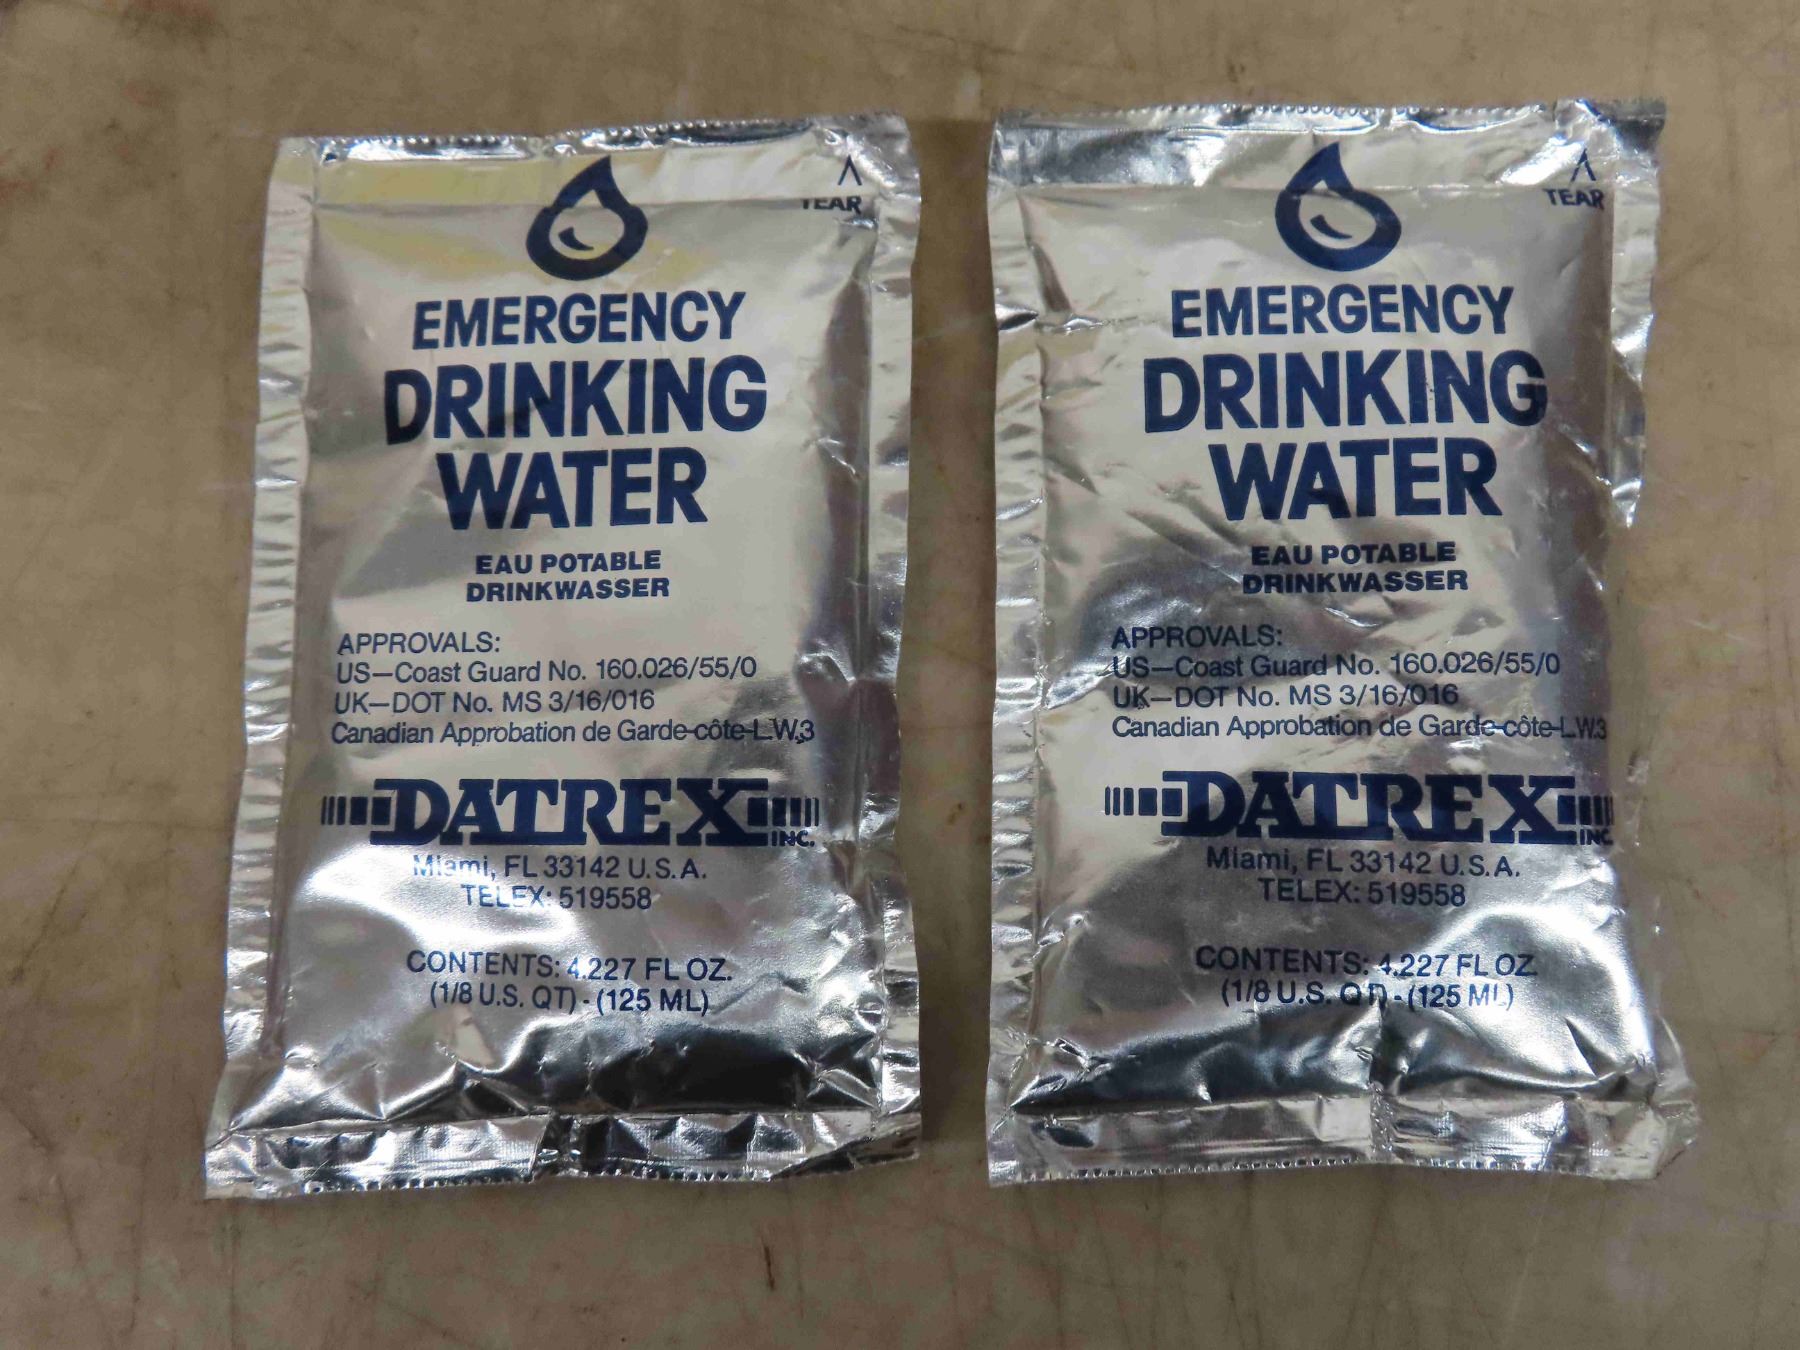 TEAR
EMERGENCY
DRINKING
WATER
EAU POTABLE
DRINKWASSER
APPROVALS:
US—Coast Guard No. 160.026/55/0
UK—DOT No. MS 3/16/016
Canadian Approbation de Garde-côte-L.W.3
DATREX INC.
Miami, FL 33142 U.S.A.
TELEX: 519558
CONTENTS: 4.227 FL OZ.
(1/8 U.S. QT) - (125 ML)
TEAR
EMERGENCY
DRINKING
WATER
EAU POTABLE
DRINKWASSER
APPROVALS:
US—Coast Guard No. 160.026/55/0
UK—DOT No. MS 3/16/016
Canadian Approbation de Garde-côte-L.W.3
DATREX INC.
Miami, FL 33142 U.S.A.
TELEX: 519558
CONTENTS: 4.227 FL OZ.
(1/8 U.S. QT) - (125 ML)